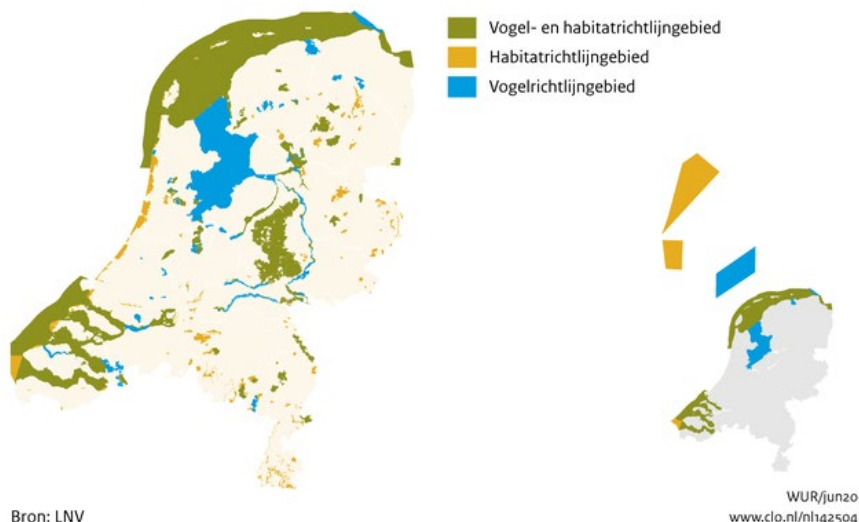 Vogel- en habitatrichtlijngebied
Habitatrichtlijngebied
Vogelrichtlijngebied
Bron: LNV
WUR/jun20
www.clo.nl/nl142504